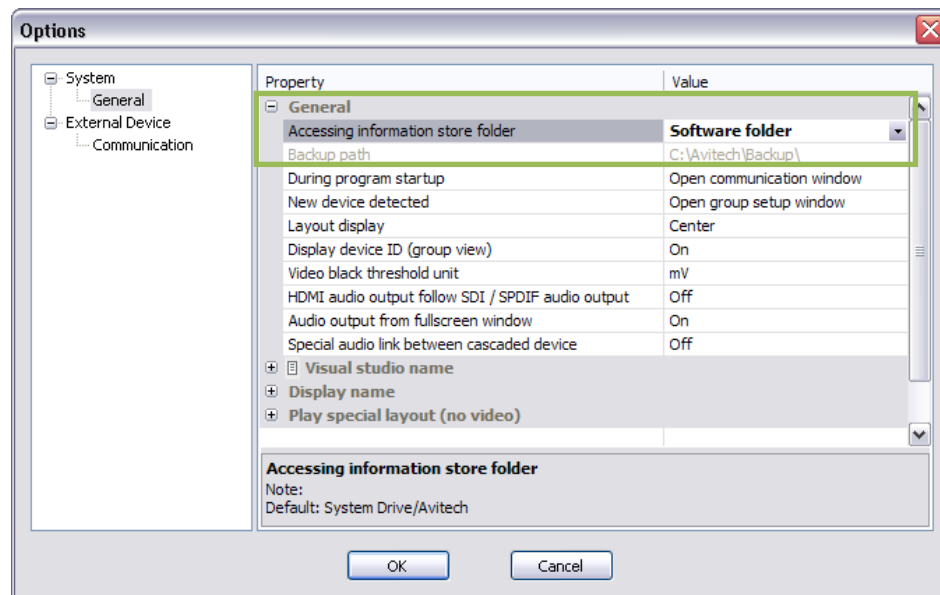 Options
System
General
External Device
Communication
Property Value
General
Accessing information store folder Software folder
Backup path C:\Avitech\Backup\
During program startup Open communication window
New device detected Open group setup window
Layout display Center
Display device ID (group view) On
Video black threshold unit mV
HDMI audio output follow SDI / SPDIF audio output Off
Audio output from fullscreen window On
Special audio link between cascaded device Off
Visual studio name
Display name
Play special layout (no video)
Accessing information store folder
Note:
Default: System Drive/Avitech
OK Cancel